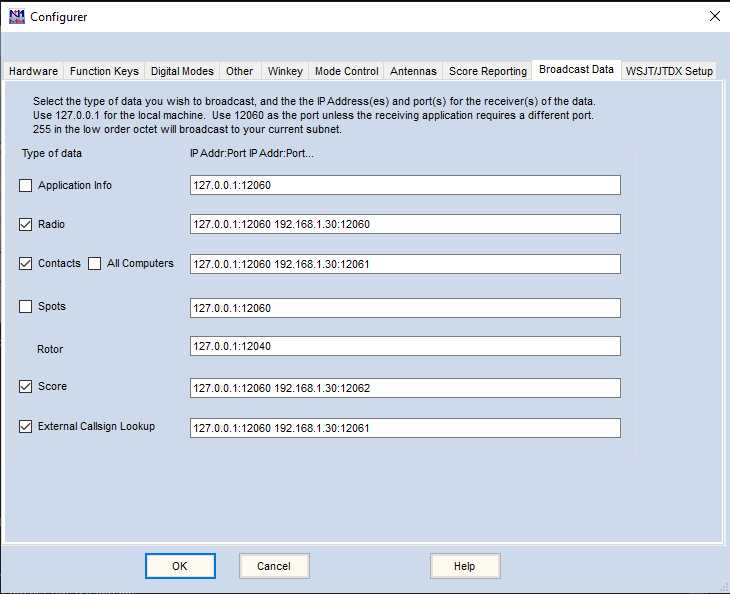 N1MM
Configurer
Hardware Function Keys Digital Modes Other Winkey Mode Control Antennas Score Reporting Broadcast Data WSJT/JTDX Setup
Select the type of data you wish to broadcast, and the the IP Address(es) and port(s) for the receiver(s) of the data.
Use 127.0.0.1 for the local machine. Use 12060 as the port unless the receiving application requires a different port.
255 in the low order octet will broadcast to your current subnet.
Type of data IP Addr:Port IP Addr:Port...
Application Info 127.0.0.1:12060
Radio 127.0.0.1:12060 192.168.1.30:12060
Contacts All Computers 127.0.0.1:12060 192.168.1.30:12061
Spots 127.0.0.1:12060
Rotor 127.0.0.1:12040
Score 127.0.0.1:12060 192.168.1.30:12062
External Callsign Lookup 127.0.0.1:12060 192.168.1.30:12061
OK Cancel Help